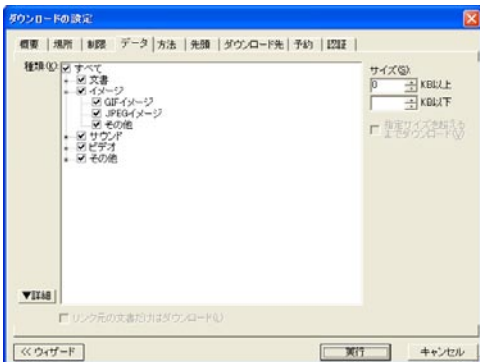 ダウンロードの設定
概要 場所 制限 データ 方法 先頭 ダウンロード先 予約 認証
種類(K):
すべて
文書
イメージ
GIFイメージ
JPEGイメージ
その他
サウンド
ビデオ
その他
サイズ(S):
0 KB以上
KB以下
指定サイズを超える
までダウンロード(V)
▼詳細
リンク元の文書だけはダウンロード(L)
<< ウィザード 実行 キャンセル